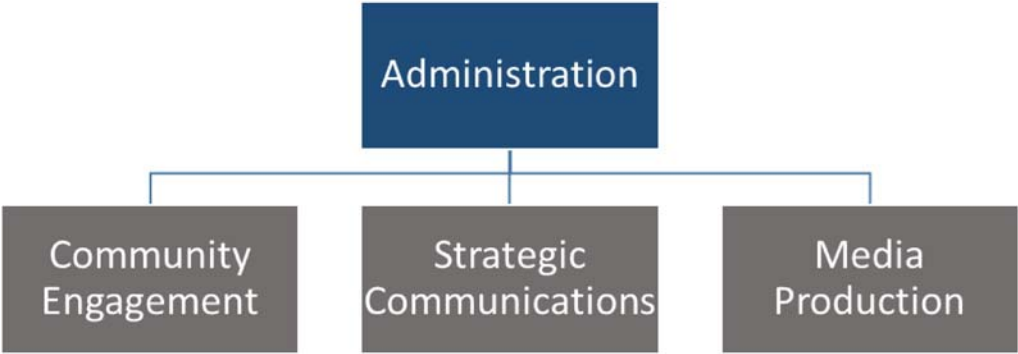 Administration
Community
Engagement
Strategic
Communications
Media
Production